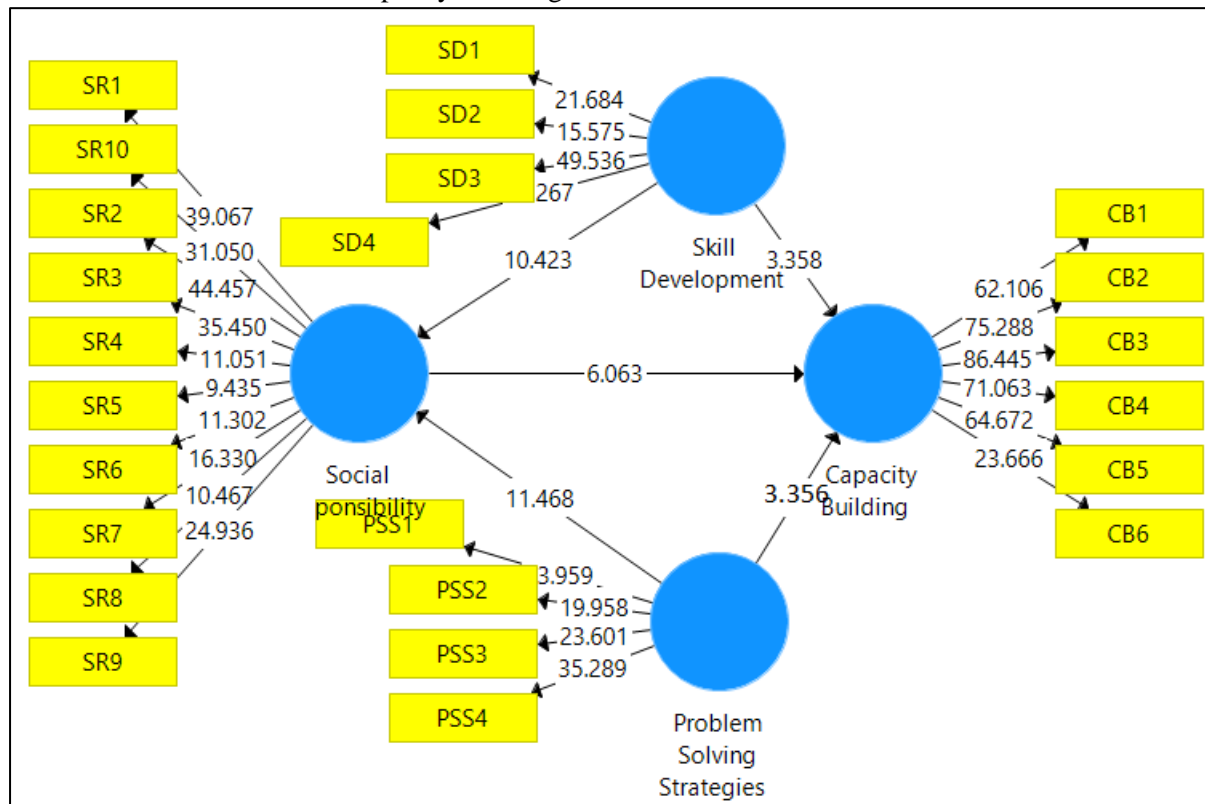 SR1
SR10
SR2
SR3
SR4
SR5
SR6
SR7
SR8
SR9
39.067
31.050
44.457
35.450
11.051
9.435
11.302
16.330
10.467
24.936
Social
ponsibility
SD1
SD2
SD3
SD4
21.684
15.575
49.536
267
Skill
Development
10.423
3.358
6.063
11.468
3.356
PSS1
PSS2
PSS3
PSS4
3.959
19.958
23.601
35.289
Problem
Solving
Strategies
Capacity
Building
62.106
75.288
86.445
71.063
64.672
23.666
CB1
CB2
CB3
CB4
CB5
CB6